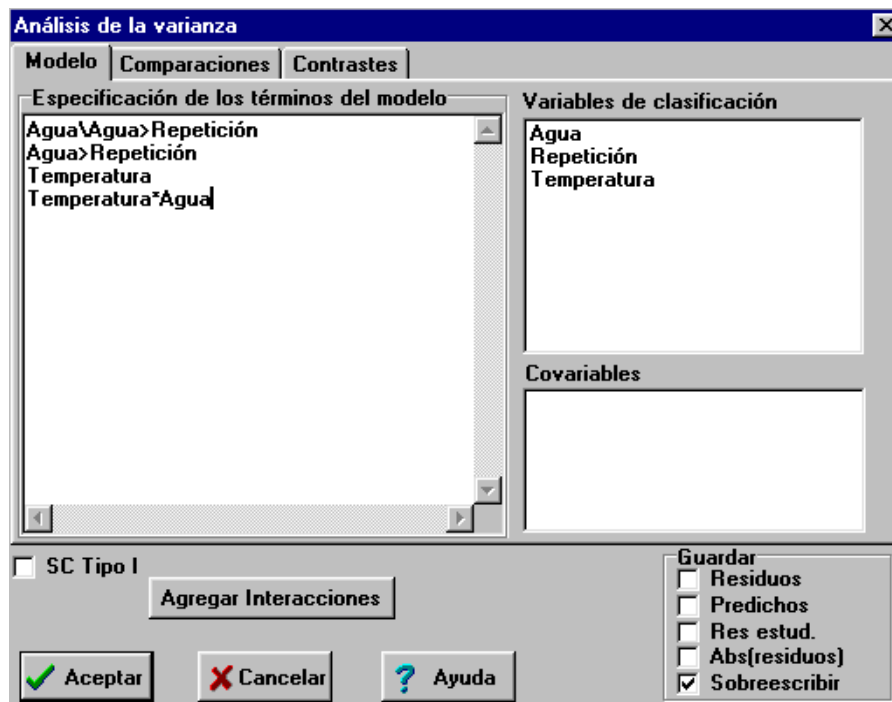 Análisis de la varianza
Modelo
Comparaciones
Contrastes
Especificación de los términos del modelo
Agua\Agua>Repetición
Agua>Repetición
Temperatura
Temperatura*Agua
Variables de clasificación
Agua
Repetición
Temperatura
Covariables
SC Tipo I
Agregar Interacciones
Guardar
Residuos
Predichos
Res estud.
Abs(residuos)
Sobreescribir
Aceptar
Cancelar
? Ayuda